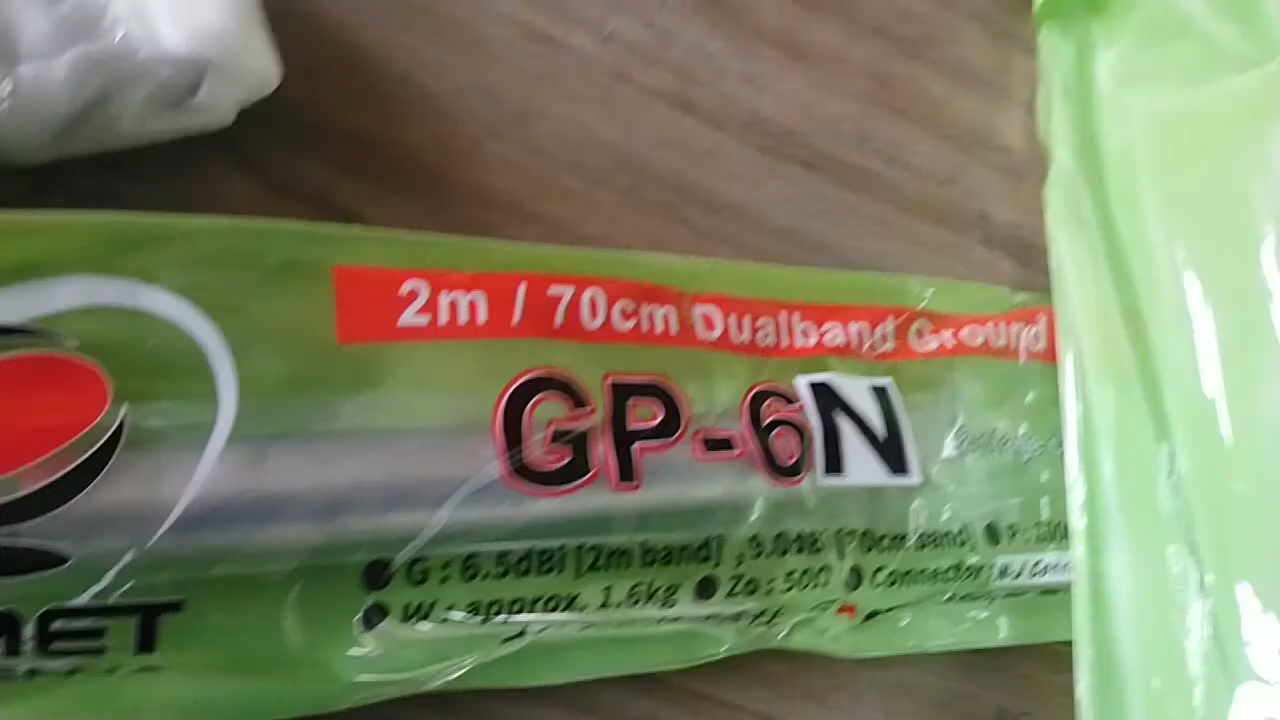 2m / 70cm Dualband Ground
GP-6N
● G : 6.5dBi [2m band] , 9.0dBi [70cm band] ● P :
● W : approx. 1.6kg ● Zo : 50Ω ● Connector :
MET